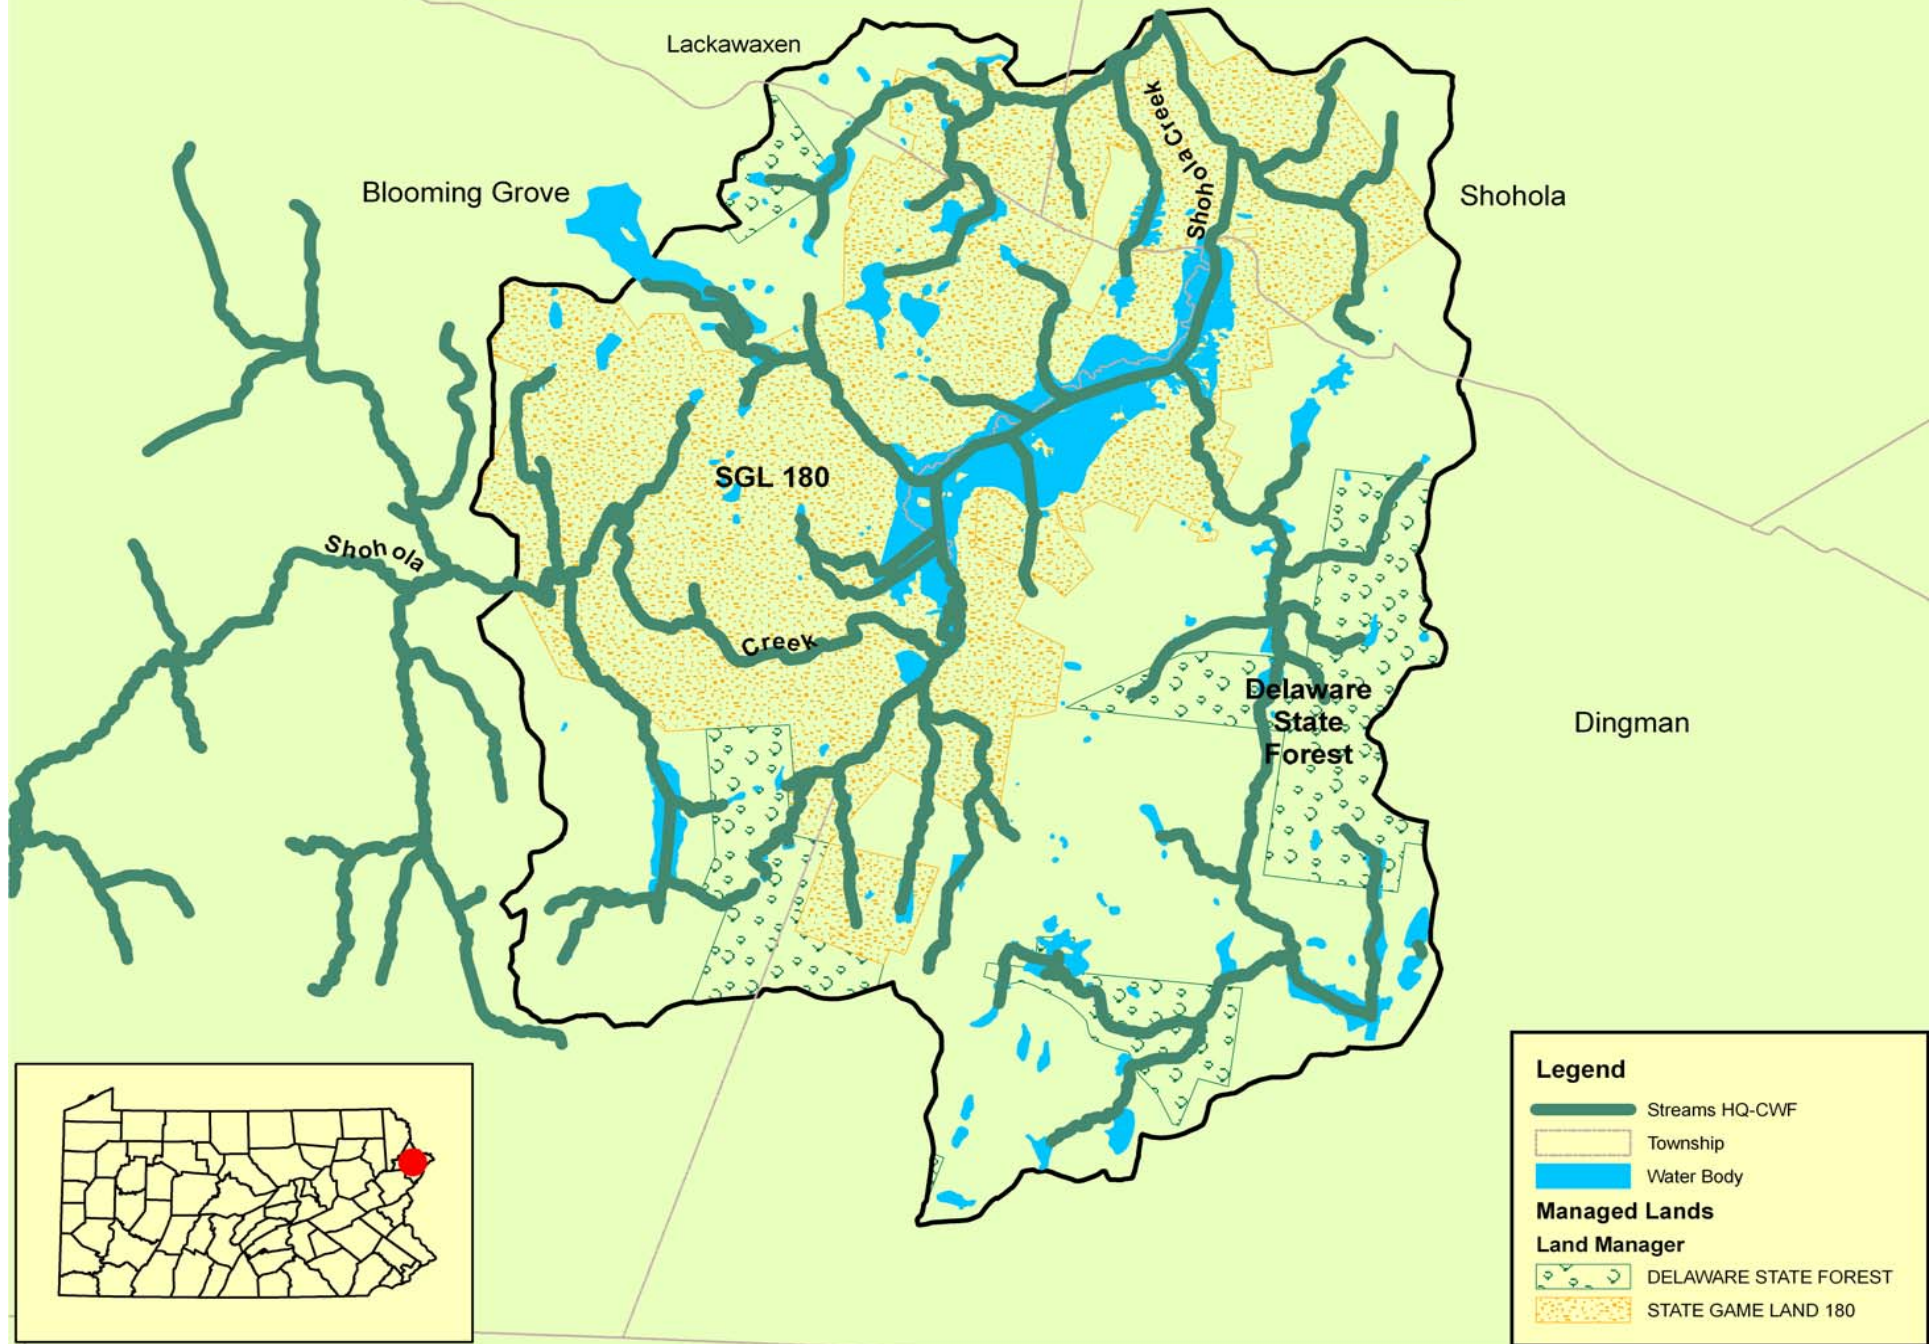 Lackawaxen
Blooming Grove
Shohola Creek
Shohola
SGL 180
Shohola
Creek
Delaware
State
Forest
Dingman
Legend
Streams HQ-CWF
Township
Water Body
Managed Lands
Land Manager
DELAWARE STATE FOREST
STATE GAME LAND 180